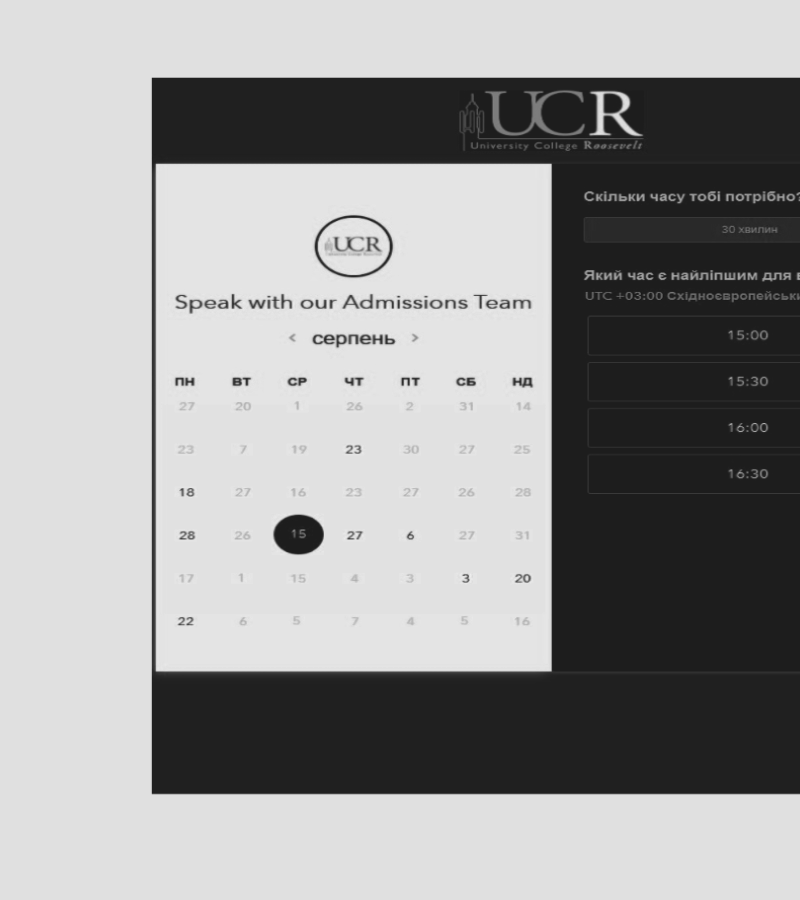 UCR
University College Roosevelt
UCR
Speak with our Admissions Team
< серпень >
ПН ВТ СР ЧТ ПТ СБ НД
27 20 1 26 2 31 14
23 7 19 23 30 27 25
18 27 16 23 27 26 28
28 26 15 27 6 27 31
17 1 15 4 3 3 20
22 6 5 7 4 5 16
Скільки часу тобі потрібно?
30 хвилин
Який час є найліпшим для
UTC +03:00
15:00
15:30
16:00
16:30